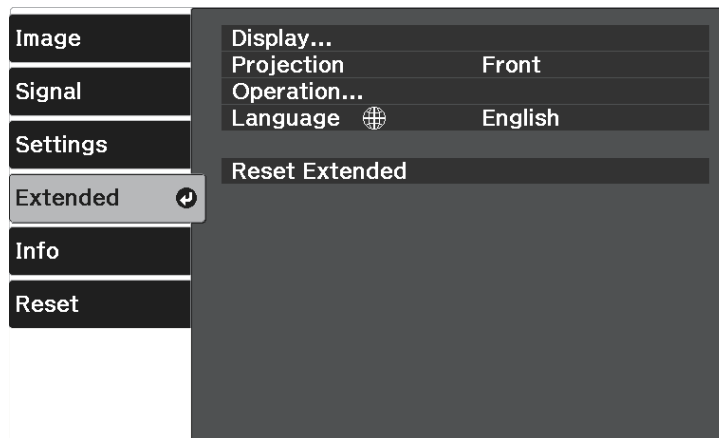 Image
Signal
Settings
Extended
Info
Reset
Display...
Projection Front
Operation...
Language English
Reset Extended